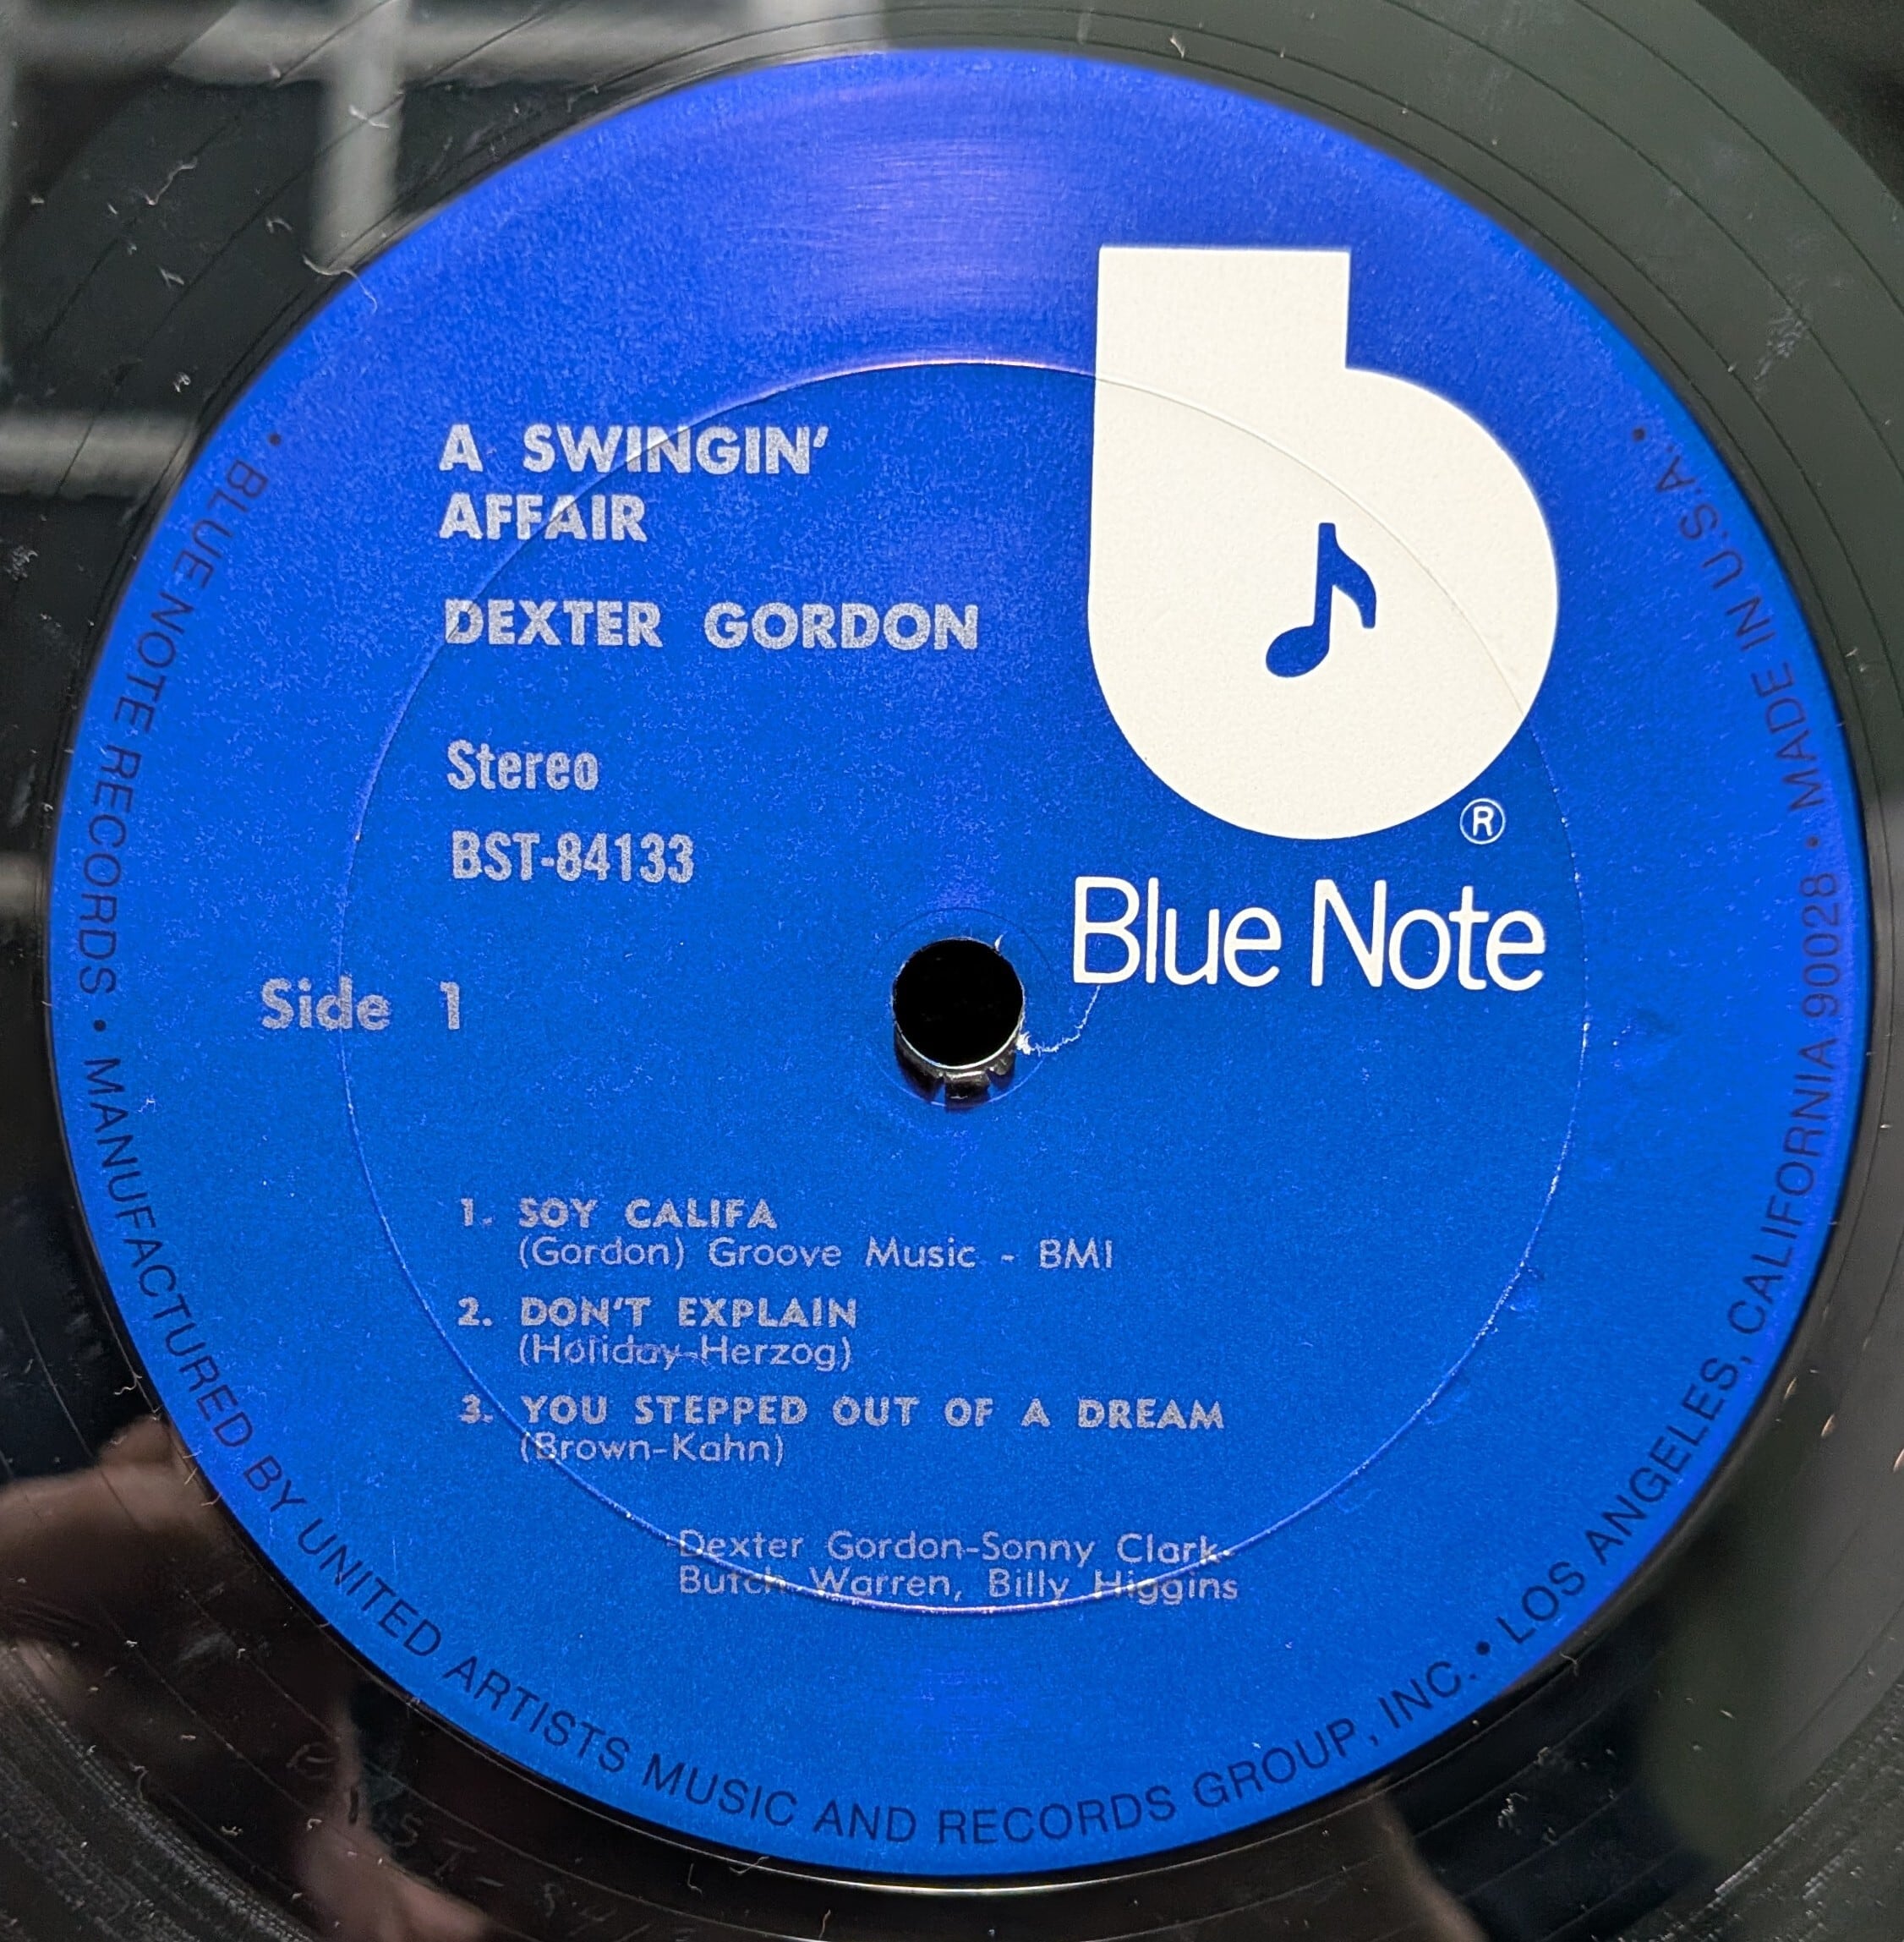 A SWINGIN'
AFFAIR
DEXTER GORDON
Stereo
BST-84133
®
Blue Note
Side 1
1. SOY CALIFA
(Gordon) Groove Music - BMI
2. DON'T EXPLAIN
(Holiday-Herzog)
3. YOU STEPPED OUT OF A DREAM
(Brown-Kahn)
Dexter Gordon-Sonny Clark-
Butch Warren, Billy Higgins
• BLUE NOTE RECORDS • MANUFACTURED BY UNITED ARTISTS MUSIC AND RECORDS GROUP, INC. • LOS ANGELES, CALIFORNIA 90028 • MADE IN U.S.A. •